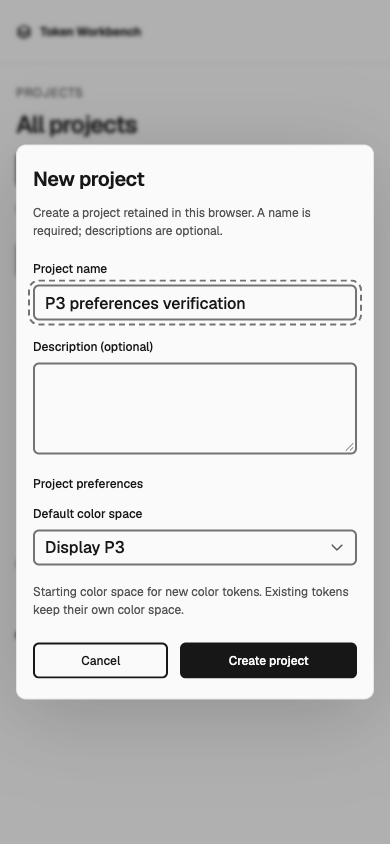 Token Workbench
PROJECTS
All projects
New project
Create a project retained in this browser. A name is
required; descriptions are optional.
Project name
P3 preferences verification
Description (optional)
Project preferences
Default color space
Display P3
Starting color space for new color tokens. Existing tokens
keep their own color space.
Cancel
Create project